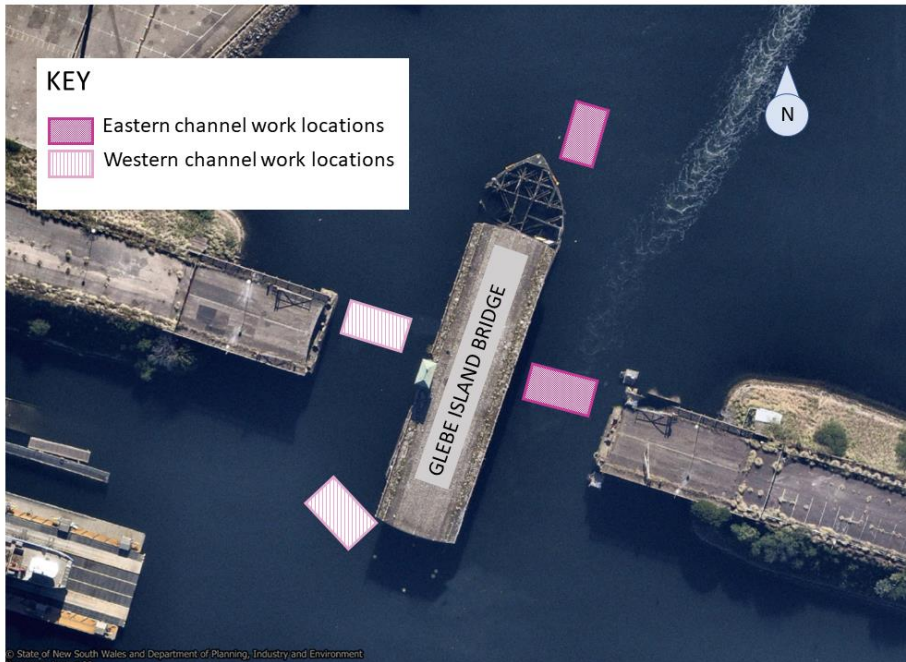 KEY
Eastern channel work locations
Western channel work locations
N
GLEBE ISLAND BRIDGE
© State of New South Wales and Department of Planning, Industry and Environment